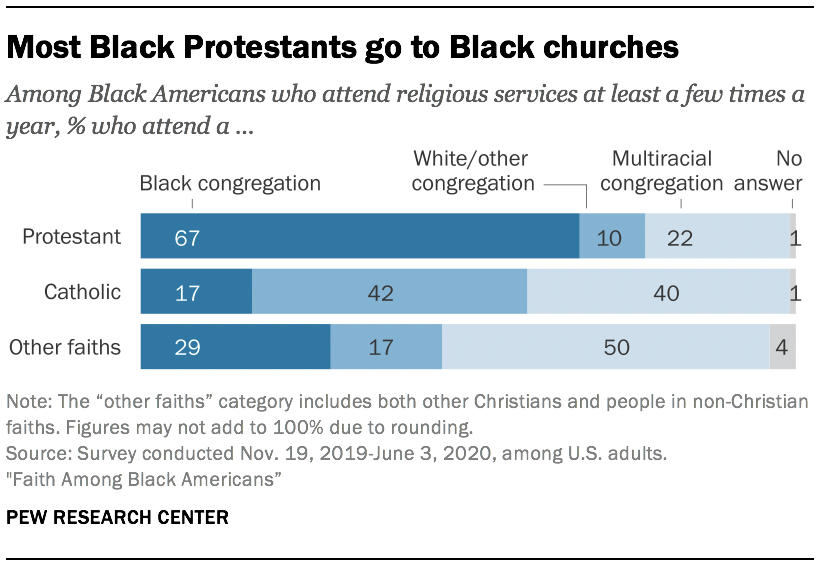 Most Black Protestants go to Black churches
Among Black Americans who attend religious services at least a few times a
year, % who attend a ...
White/other Multiracial No
Black congregation congregation congregation answer
Protestant 67 10 22 1
Catholic 17 42 40 1
Other faiths 29 17 50 4
Note: The “other faiths” category includes both other Christians and people in non-Christian
faiths. Figures may not add to 100% due to rounding.
Source: Survey conducted Nov. 19, 2019-June 3, 2020, among U.S. adults.
"Faith Among Black Americans”
PEW RESEARCH CENTER